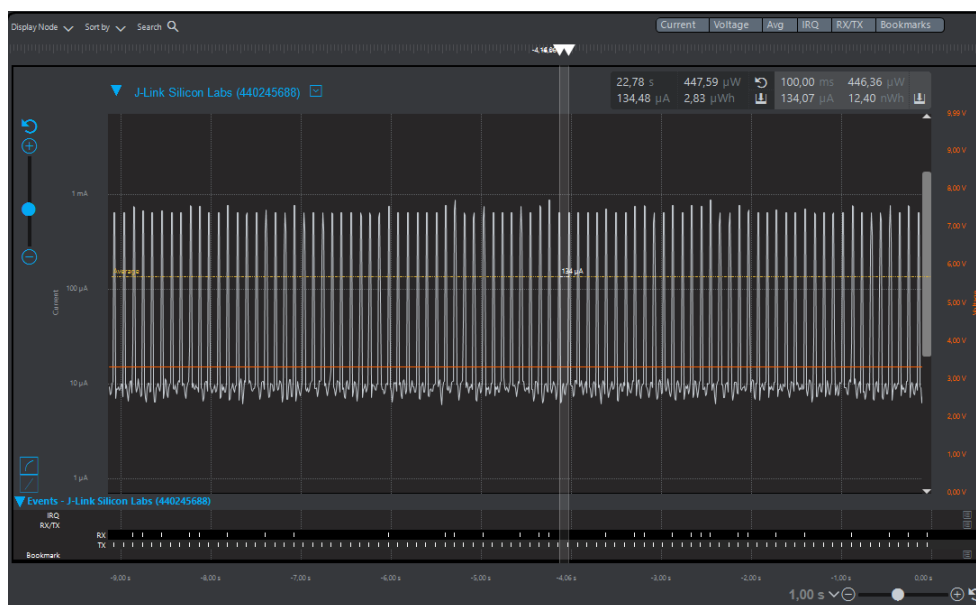 Display Node Sort by Search Current Voltage Avg IRQ RX/TX Bookmarks
J-Link Silicon Labs (440245688)
22,78 s 447,59 µW 100,00 ms 446,36 µW
134,48 µA 2,83 µWh 134,07 µA 12,40 nWh
9,99 V
9,00 V
8,00 V
1 mA
7,00 V
6,00 V
Average 134 µA
100 µA
Current
5,00 V
4,00 V
10 µA
3,00 V
2,00 V
1,00 V
1 µA
0,00 V
Events - J-Link Silicon Labs (440245688)
IRQ
RX/TX
RX
TX
Bookmark
-9,00 s -8,00 s -7,00 s -6,00 s -5,00 s -4,06 s -3,00 s -2,00 s -1,00 s 0,00 s
1,00 s